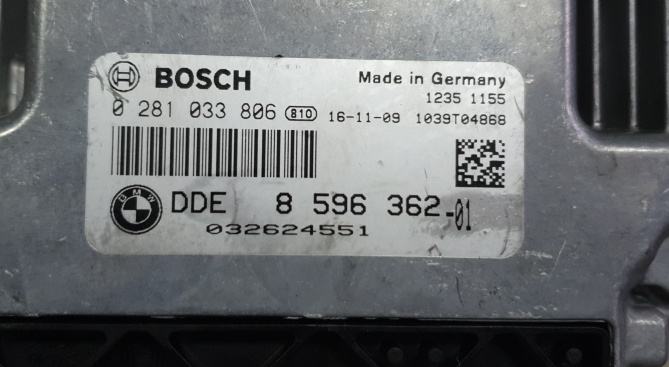 BOSCH
Made in Germany
1235 1155
0 281 033 806 810 16-11-09 1039T04868
BMW
DDE 8 596 362-01
032624551